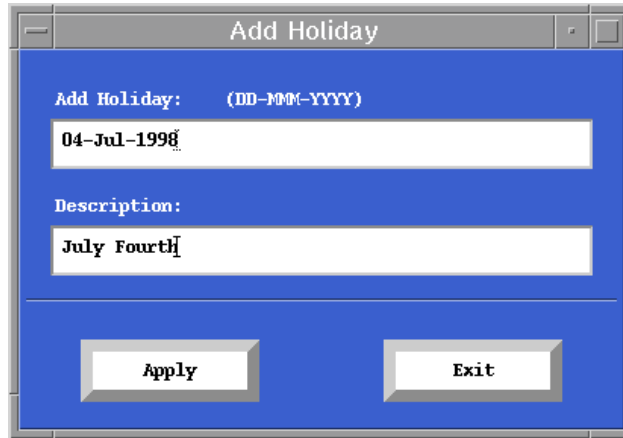 Add Holiday
Add Holiday: (DD-MMM-YYYY)
04-Jul-1998
Description:
July Fourth
Apply Exit